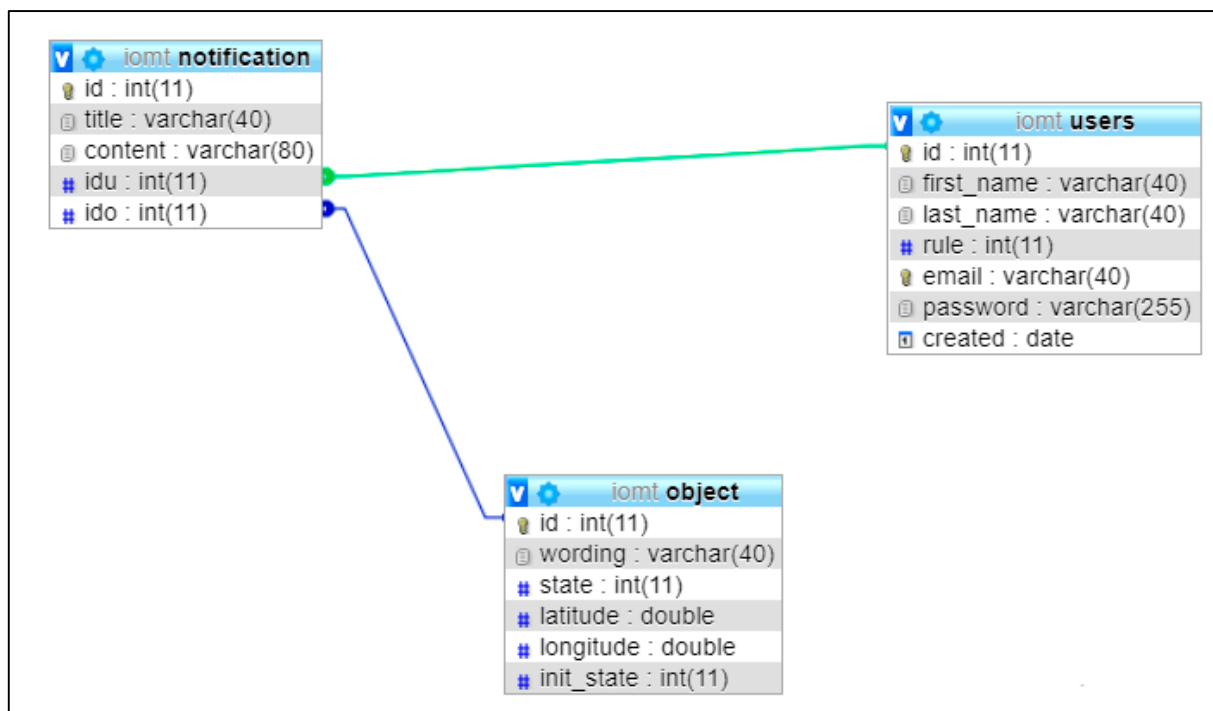 iomt notification
id : int(11)
title : varchar(40)
content : varchar(80)
# idu : int(11)
# ido : int(11)
iomt users
id : int(11)
first_name : varchar(40)
last_name : varchar(40)
# rule : int(11)
email : varchar(40)
password : varchar(255)
created : date
iomt object
id : int(11)
wording : varchar(40)
# state : int(11)
# latitude : double
# longitude : double
# init_state : int(11)